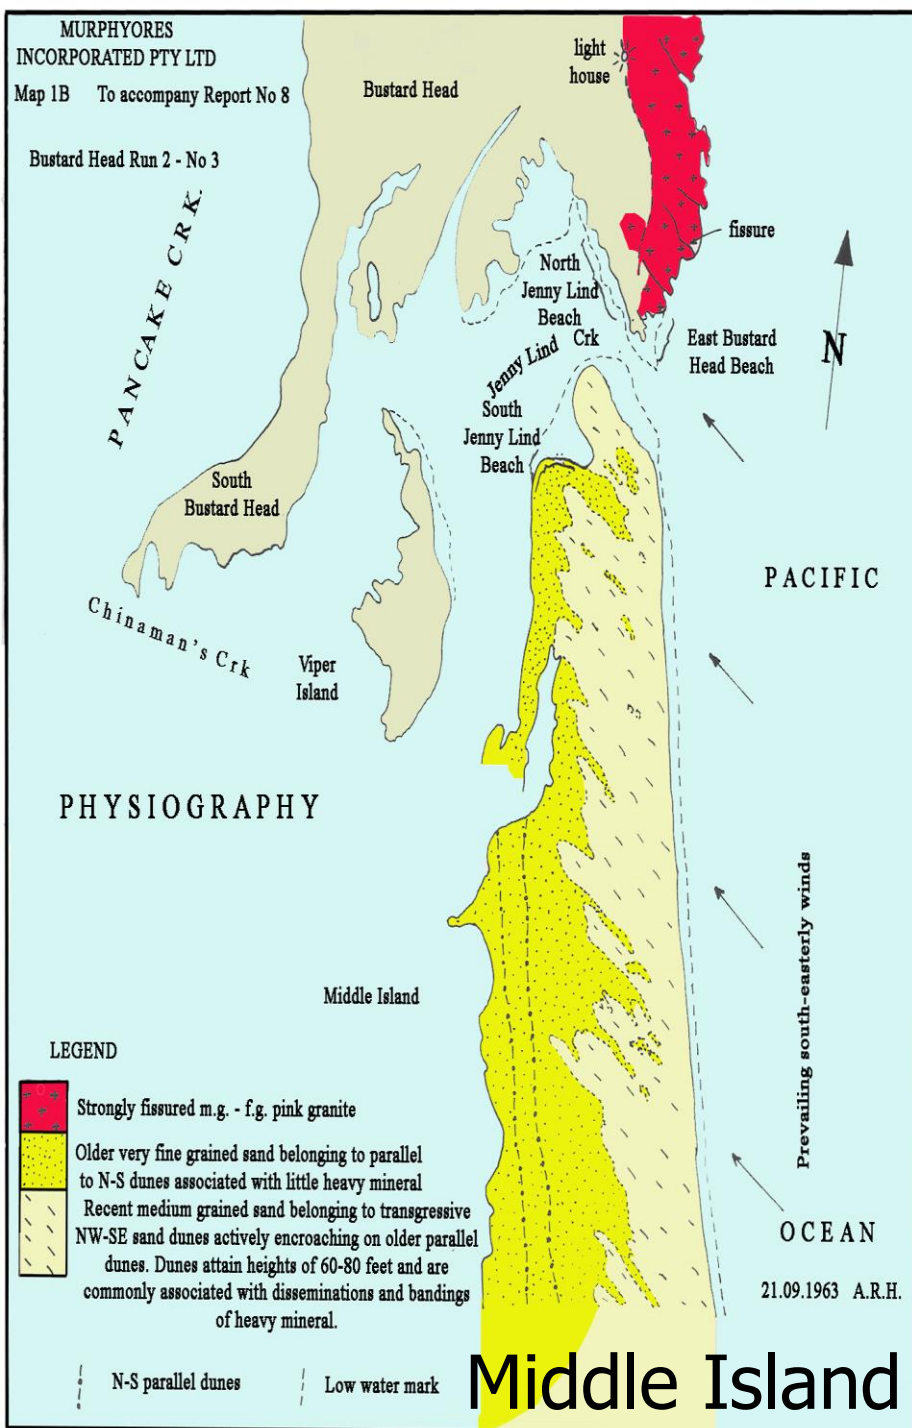 MURPHYORES
INCORPORATED PTY LTD
Map 1B To accompany Report No 8
Bustard Head Run 2 - No 3
PANCAKE CRK.
Bustard Head
light
house
fissure
North
Jenny Lind
Beach
Jenny Lind Crk
East Bustard
Head Beach
N
South
Jenny Lind
Beach
South
Bustard Head
Chinaman's Crk
Viper
Island
PACIFIC
PHYSIOGRAPHY
Middle Island
Prevailing south-easterly winds
LEGEND
Strongly fissured m.g. - f.g. pink granite
Older very fine grained sand belonging to parallel
to N-S dunes associated with little heavy mineral
Recent medium grained sand belonging to transgressive
NW-SE sand dunes actively encroaching on older parallel
dunes. Dunes attain heights of 60-80 feet and are
commonly associated with disseminations and bandings
of heavy mineral.
OCEAN
21.09.1963 A.R.H.
N-S parallel dunes
Low water mark
Middle Island